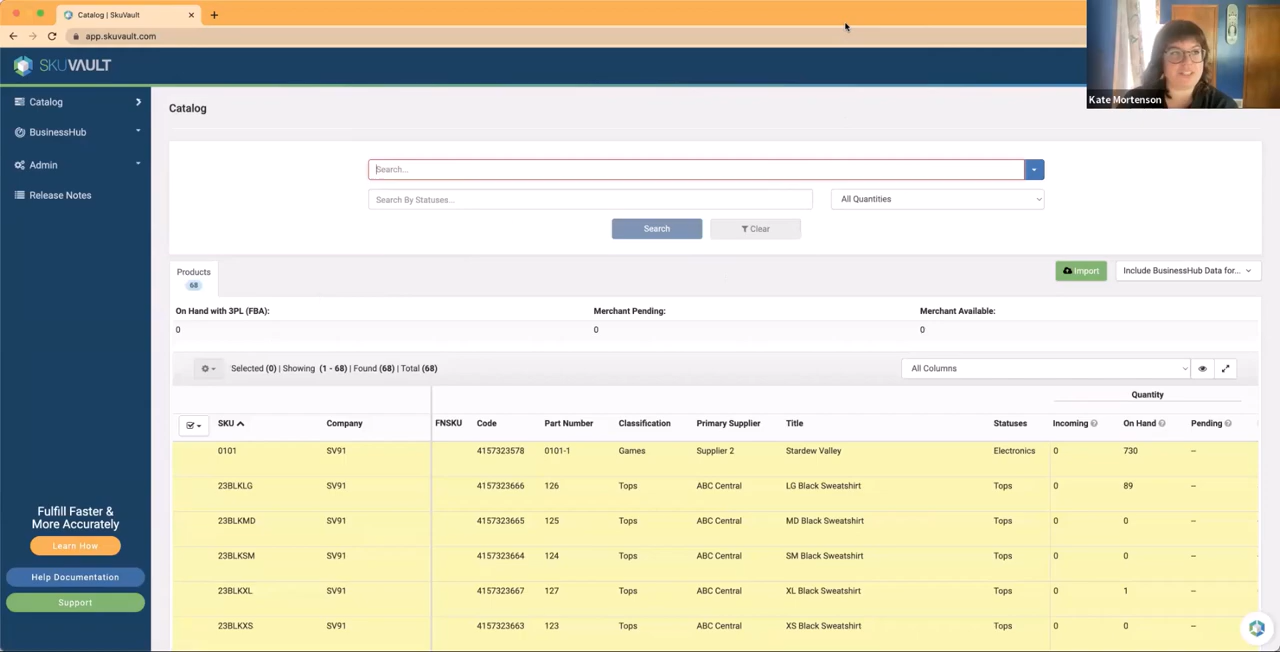 Catalog | SkuVault
app.skuvault.com
SKUVAULT
Kate Mortenson
Catalog
BusinessHub
Admin
Release Notes
Fulfill Faster &
More Accurately
Learn How
Help Documentation
Support
Catalog
Search...
Search By Statuses...
All Quantities
Search
Clear
Products
68
Import
Include BusinessHub Data for...
On Hand with 3PL (FBA): Merchant Pending: Merchant Available:
0 0 0
Selected (0) | Showing (1 - 68) | Found (68) | Total (68)
All Columns
Quantity
SKU Company FNSKU Code Part Number Classification Primary Supplier Title Statuses Incoming On Hand Pending
0101 SV91 4157323578 0101-1 Games Supplier 2 Stardew Valley Electronics 0 730 --
23BLKLG SV91 4157323666 126 Tops ABC Central LG Black Sweatshirt Tops 0 89 --
23BLKMD SV91 4157323665 125 Tops ABC Central MD Black Sweatshirt Tops 0 0 --
23BLKSM SV91 4157323664 124 Tops ABC Central SM Black Sweatshirt Tops 0 0 --
23BLKXL SV91 4157323667 127 Tops ABC Central XL Black Sweatshirt Tops 0 1 --
23BLKXS SV91 4157323663 123 Tops ABC Central XS Black Sweatshirt Tops 0 0 --